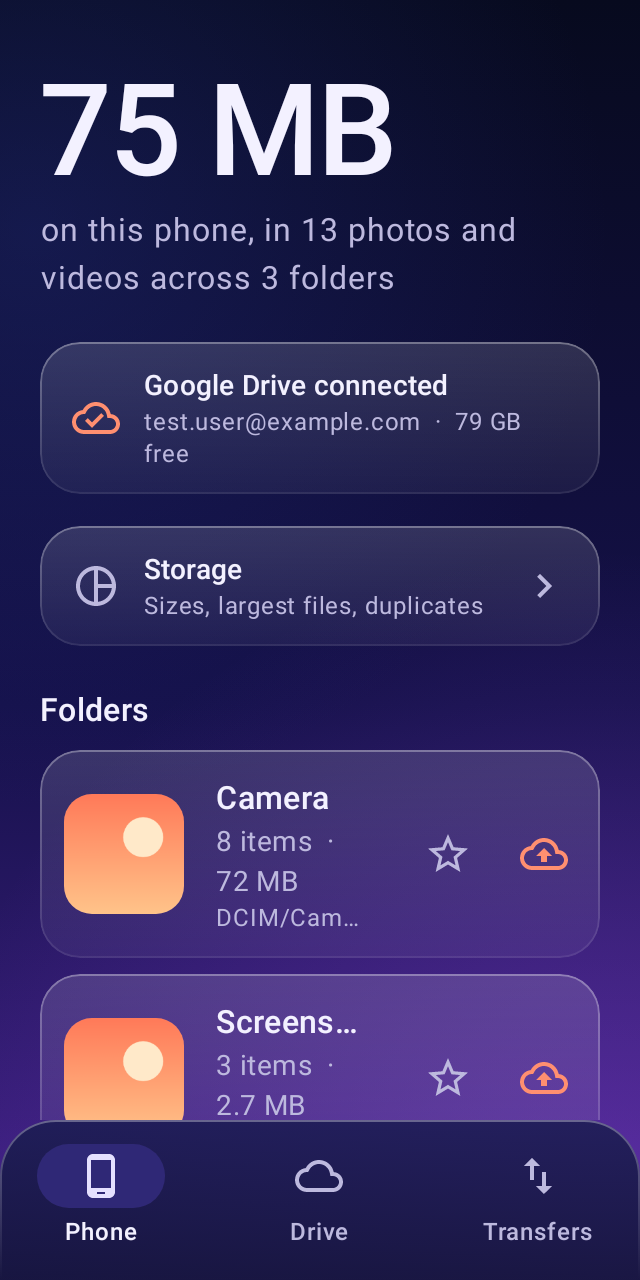 75 MB
on this phone, in 13 photos and
videos across 3 folders
Google Drive connected
test.user@example.com · 79 GB
free
Storage
Sizes, largest files, duplicates
Folders
Camera
8 items ·
72 MB
DCIM/Cam…
Screens…
3 items ·
2.7 MB
Phone
Drive
Transfers